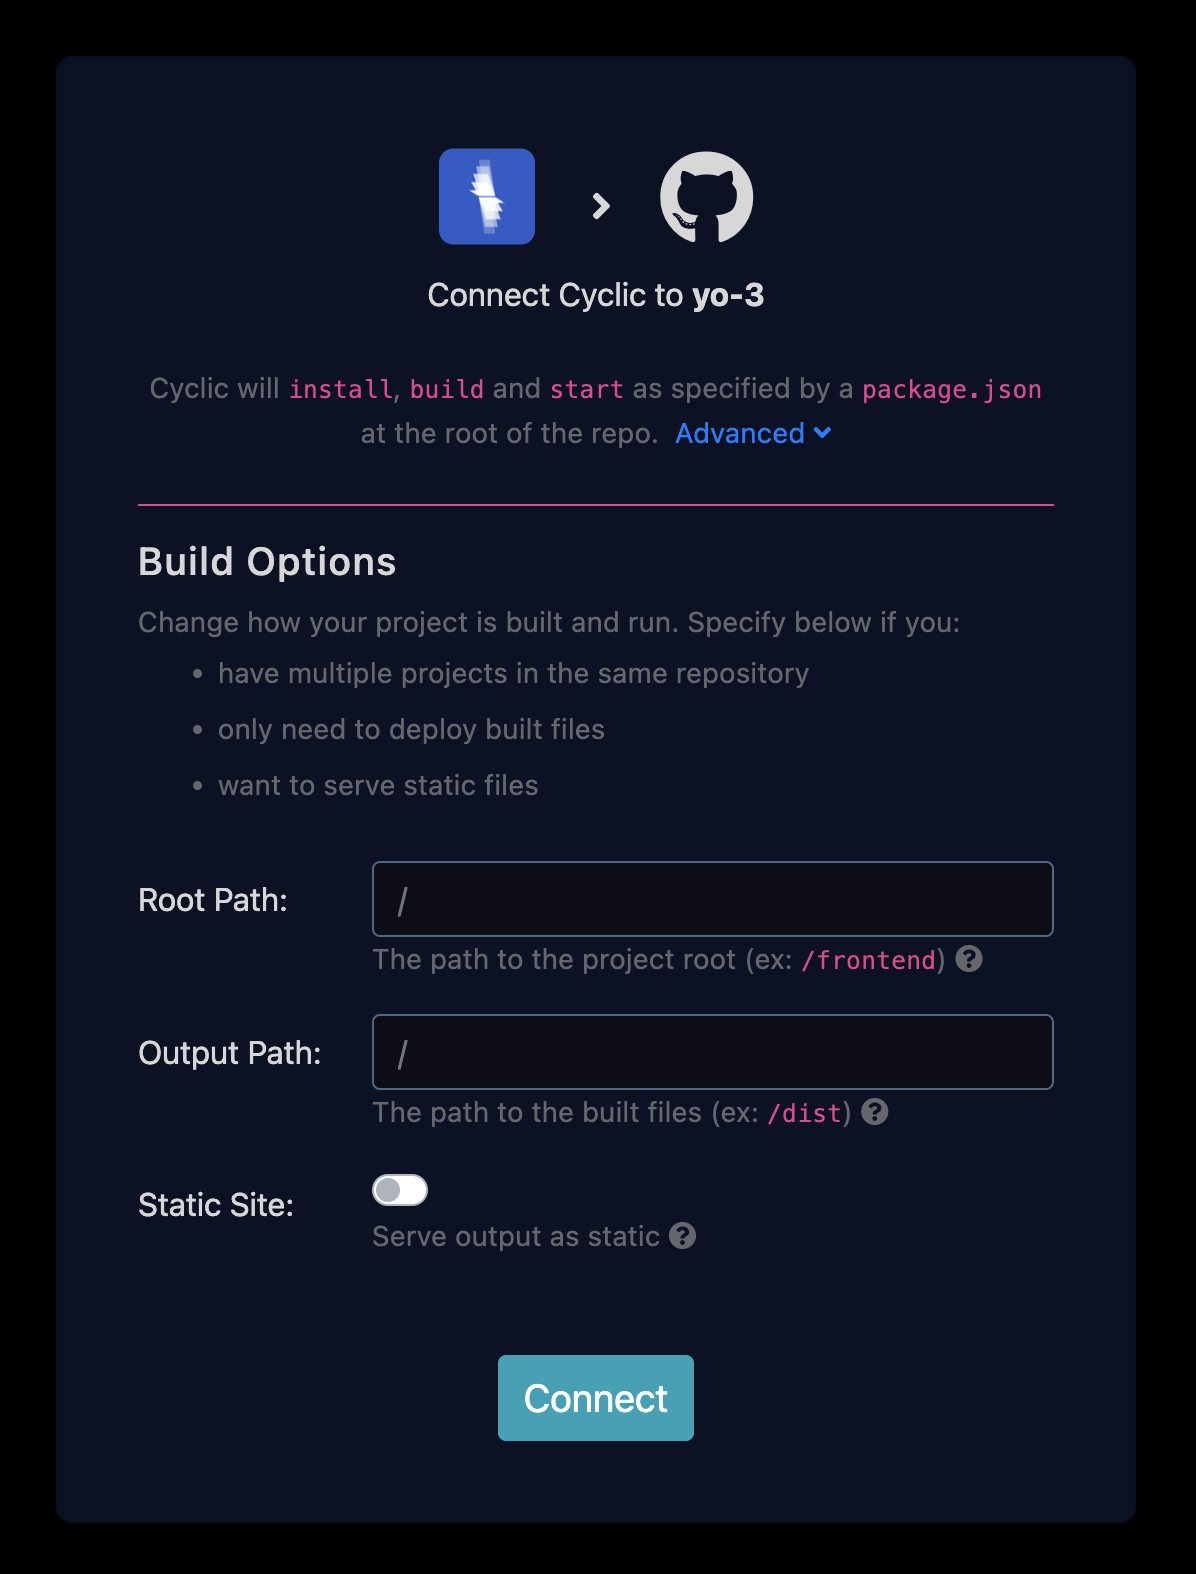 Connect Cyclic to yo-3
Cyclic will install, build and start as specified by a package.json
at the root of the repo. Advanced
Build Options
Change how your project is built and run. Specify below if you:
• have multiple projects in the same repository
• only need to deploy built files
• want to serve static files
Root Path:
/
The path to the project root (ex: /frontend) ?
Output Path:
/
The path to the built files (ex: /dist) ?
Static Site:
Serve output as static ?
Connect